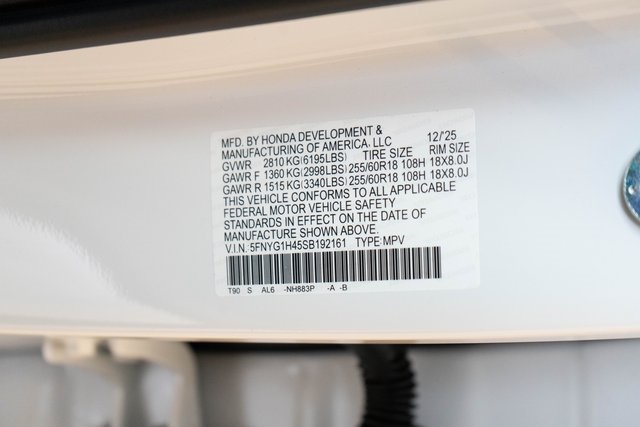 MFD. BY HONDA DEVELOPMENT &
MANUFACTURING OF AMERICA, LLC 12/25
GVWR 2810 KG(6195LBS) TIRE SIZE RIM SIZE
GAWR F 1360 KG(2998LBS) 255/60R18 108H 18X8.0J
GAWR R 1515 KG(3340LBS) 255/60R18 108H 18X8.0J
THIS VEHICLE CONFORMS TO ALL APPLICABLE
FEDERAL MOTOR VEHICLE SAFETY
STANDARDS IN EFFECT ON THE DATE OF
MANUFACTURE SHOWN ABOVE.
V.I.N. 5FNYG1H45SB192161 TYPE:MPV
T90 S AL6 -NH883P -A -B